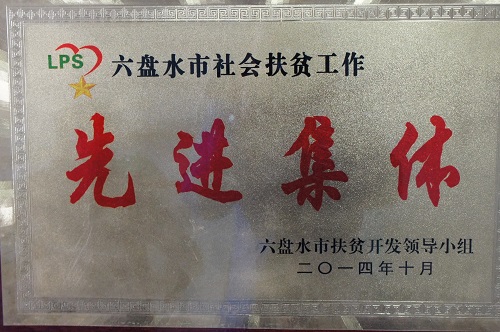 LPS 六盘水市社会扶贫工作
先进集体
六盘水市扶贫开发领导小组
二〇一四年十月